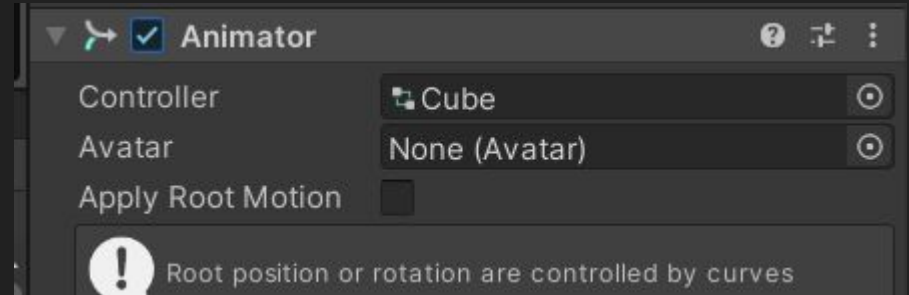 Animator
Controller Cube
Avatar None (Avatar)
Apply Root Motion
Root position or rotation are controlled by curves